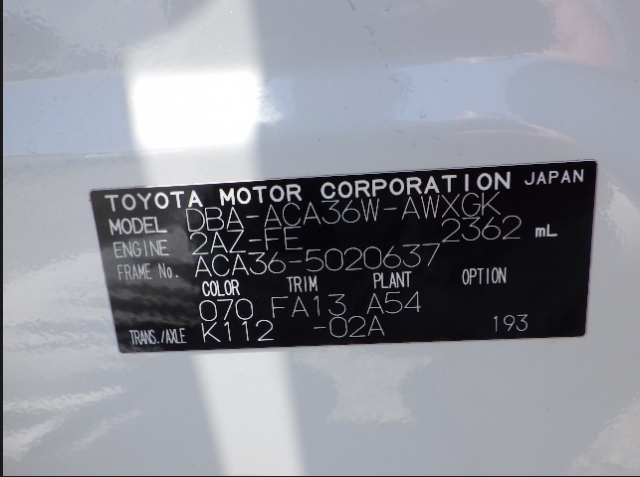 TOYOTA MOTOR CORPORATION JAPAN
MODEL DBA-ACA36W-AWXGK
ENGINE 2AZ-FE 2362 mL
FRAME No. ACA36-5020637
COLOR TRIM PLANT OPTION
070 FA13 A54
TRANS./AXLE K112 -02A 193